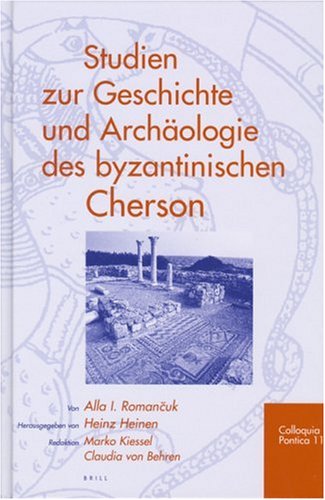 Studien
zur Geschichte
und Archäologie
des byzantinischen
Cherson
Von Alla I. Romančuk
Herausgegeben von Heinz Heinen
Redaktion Marko Kiessel
Claudia von Behren
Colloquia
Pontica 11
BRILL